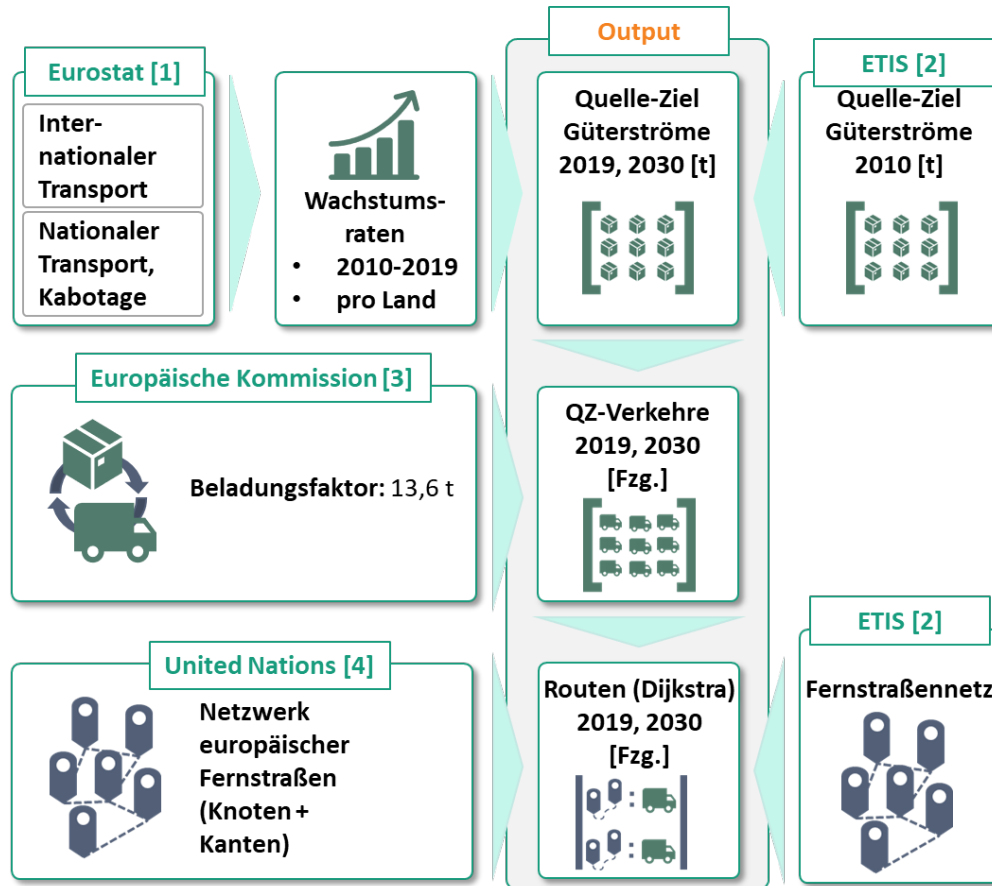 Output
Eurostat [1]
Inter-
nationaler
Transport
Nationaler
Transport,
Kabotage
Wachstums-
raten
• 2010-2019
• pro Land
Quelle-Ziel
Güterströme
2019, 2030 [t]
ETIS [2]
Quelle-Ziel
Güterströme
2010 [t]
Europäische Kommission [3]
Beladungsfaktor: 13,6 t
QZ-Verkehre
2019, 2030
[Fzg.]
United Nations [4]
Netzwerk
europäischer
Fernstraßen
(Knoten +
Kanten)
Routen (Dijkstra)
2019, 2030
[Fzg.]
:
:
ETIS [2]
Fernstraßennetz